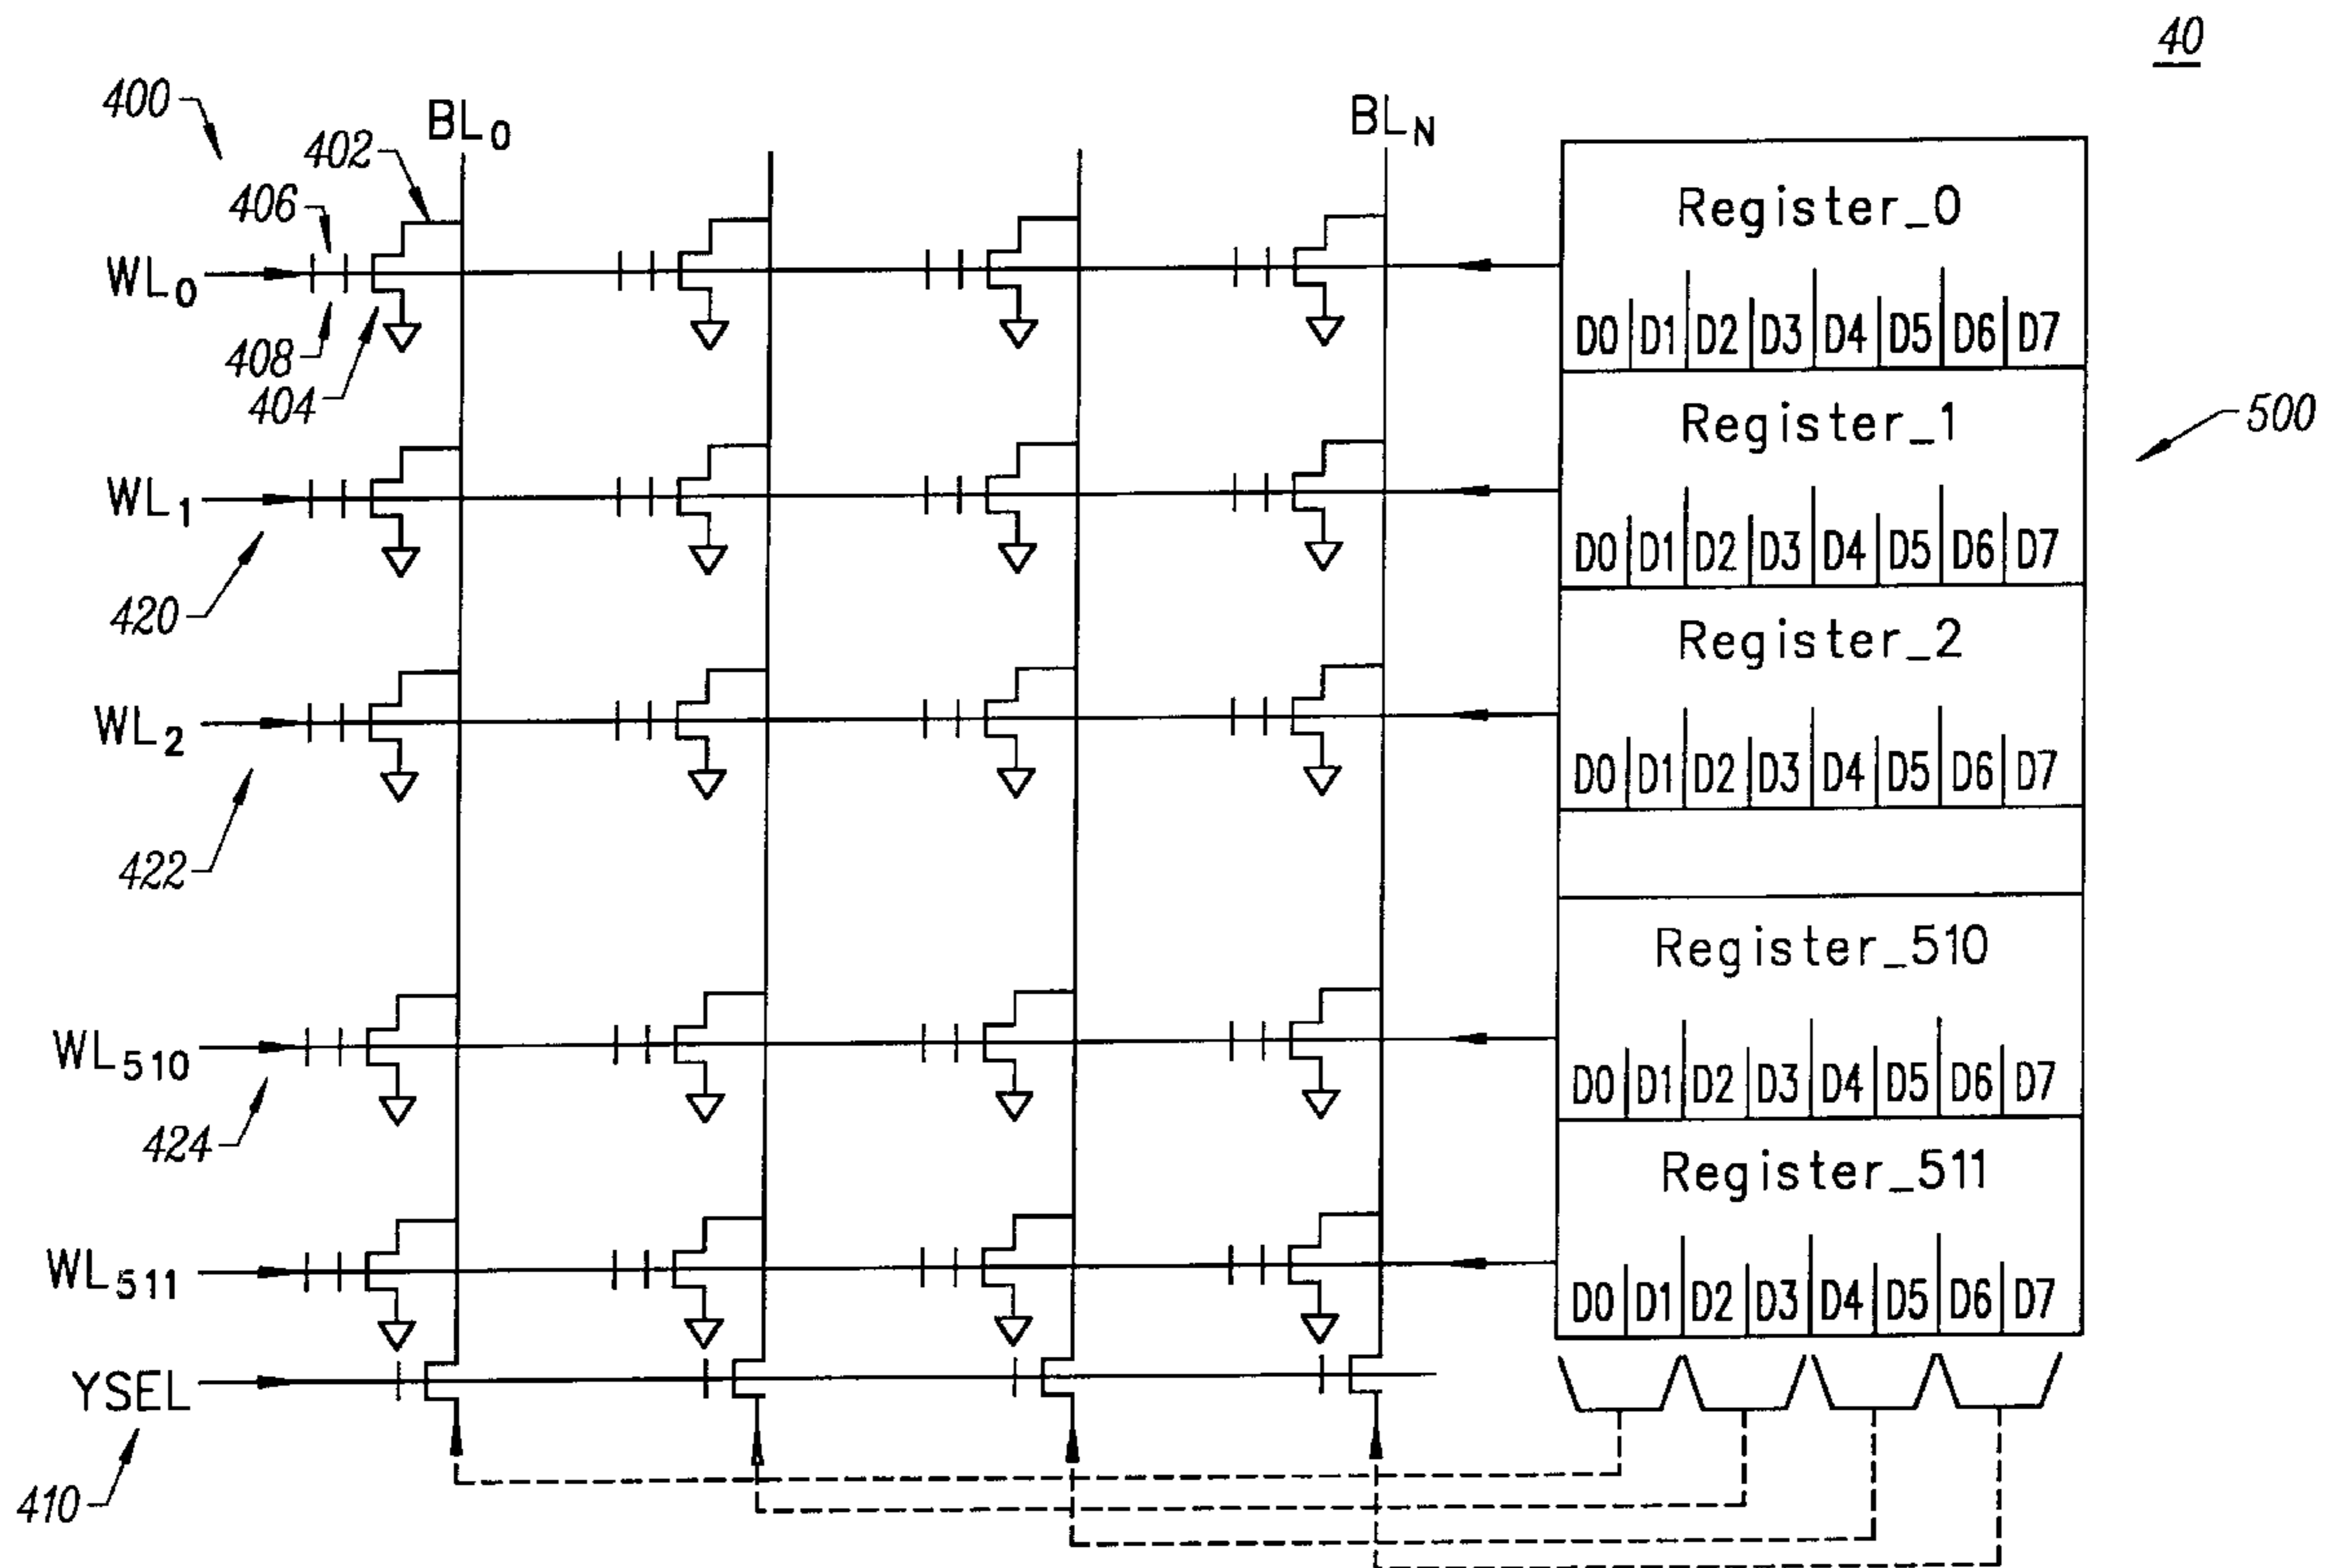 40
400
BL0
BLN
402
406
WL0
408
404
Register_0
D0 D1 D2 D3 D4 D5 D6 D7
Register_1
500
WL1
D0 D1 D2 D3 D4 D5 D6 D7
420
Register_2
WL2
D0 D1 D2 D3 D4 D5 D6 D7
422
Register_510
WL510
D0 D1 D2 D3 D4 D5 D6 D7
424
Register_511
WL511
D0 D1 D2 D3 D4 D5 D6 D7
YSEL
410